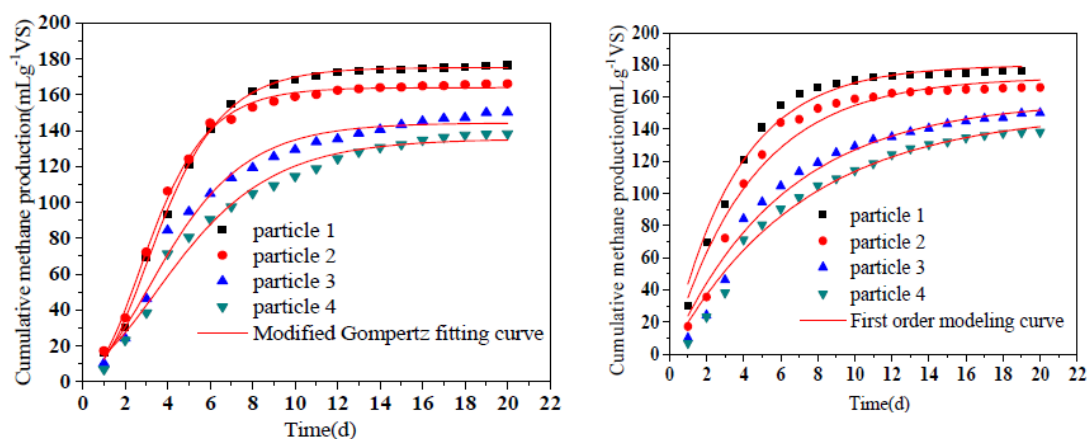 Cumulative methane production(mLg⁻¹VS)
200
180
160
140
120
100
80
60
40
20
0
particle 1
particle 2
particle 3
particle 4
Modified Gompertz fitting curve
0 2 4 6 8 10 12 14 16 18 20 22
Time(d)
Cumulative methane production(mLg⁻¹VS)
200
180
160
140
120
100
80
60
40
20
0
particle 1
particle 2
particle 3
particle 4
First order modeling curve
0 2 4 6 8 10 12 14 16 18 20 22
Time(d)